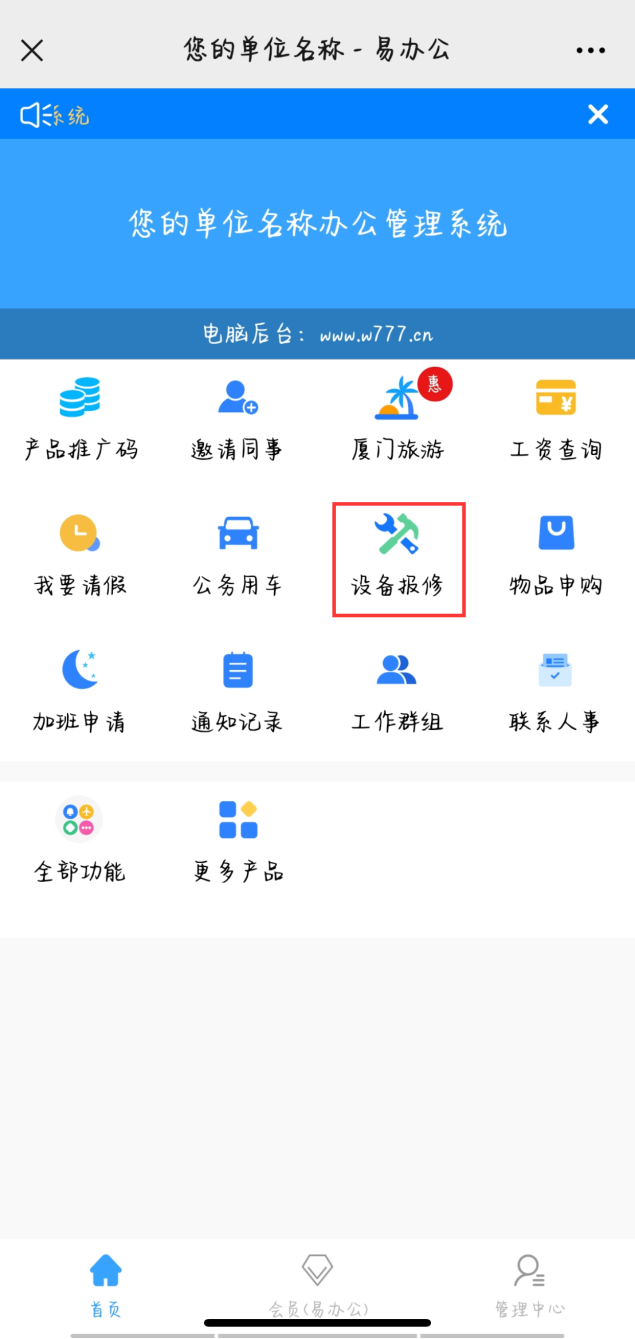 您的单位名称 - 易办公
系统
您的单位名称办公管理系统
电脑后台：www.w777.cn
惠
产品推广码 邀请同事 厦门旅游 工资查询
我要请假 公务用车 设备报修 物品申购
加班申请 通知记录 工作群组 联系人事
全部功能 更多产品
首页 会员(易办公) 管理中心